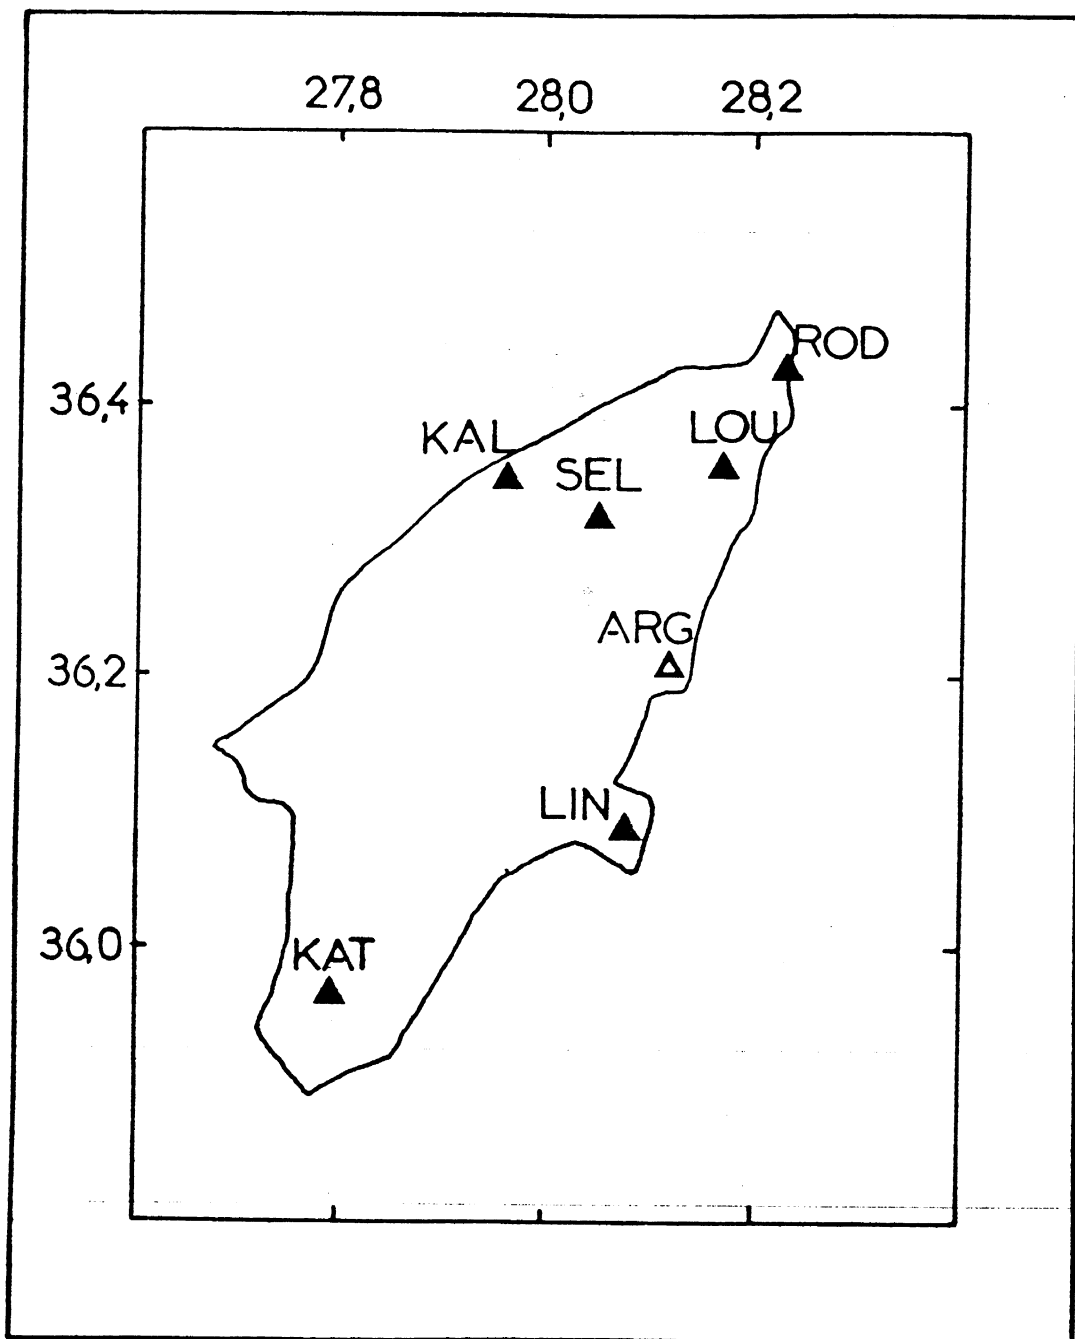 27,8 28,0 28,2
ROD
36,4
LOU
KAL
SEL
ARG
36,2
LIN
36,0
KAT